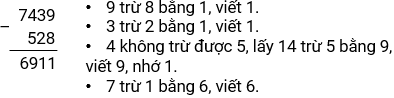 7439
−
528
6911
• 9 trừ 8 bằng 1, viết 1.
• 3 trừ 2 bằng 1, viết 1.
• 4 không trừ được 5, lấy 14 trừ 5 bằng 9,
viết 9, nhớ 1.
• 7 trừ 1 bằng 6, viết 6.